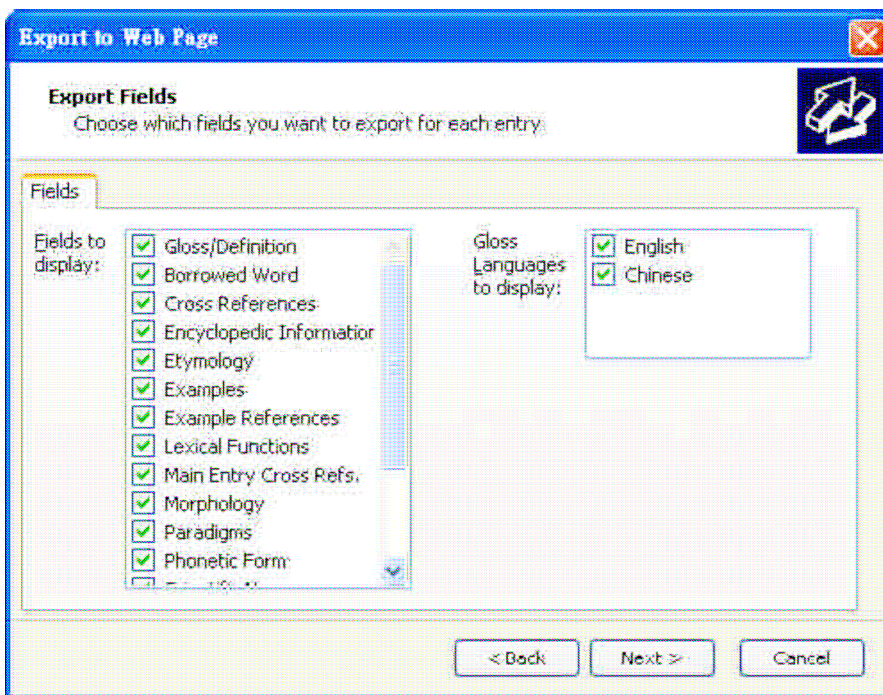 Export to Web Page
Export Fields
Choose which fields you want to export for each entry
Fields
Fields to
display:
Gloss/Definition
Borrowed Word
Cross References
Encyclopedic Information
Etymology
Examples
Example References
Lexical Functions
Main Entry Cross Refs.
Morphology
Paradigms
Phonetic Form
Gloss
Languages
to display:
English
Chinese
< Back
Next >
Cancel